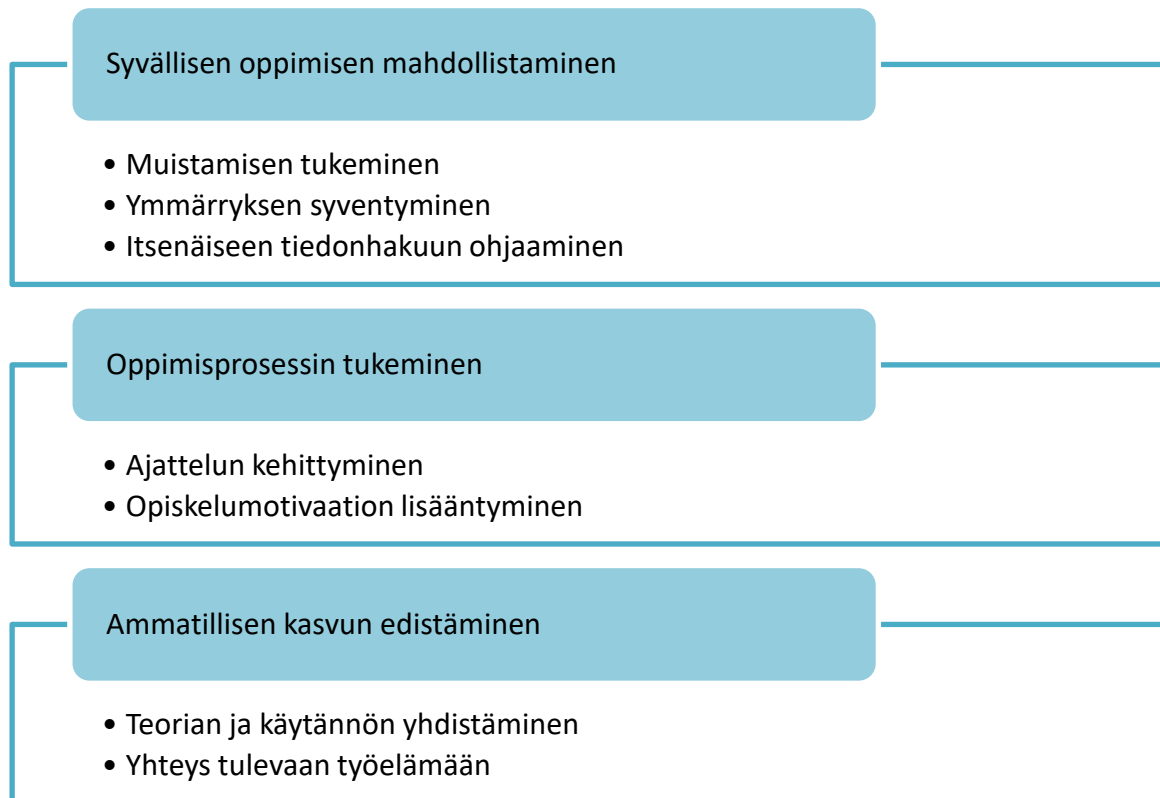 Syvällisen oppimisen mahdollistaminen
• Muistamisen tukeminen
• Ymmärryksen syventyminen
• Itsenäiseen tiedonhakuun ohjaaminen
Oppimisprosessin tukeminen
• Ajattelun kehittyminen
• Opiskelumotivaation lisääntyminen
Ammatillisen kasvun edistäminen
• Teorian ja käytännön yhdistäminen
• Yhteys tulevaan työelämään